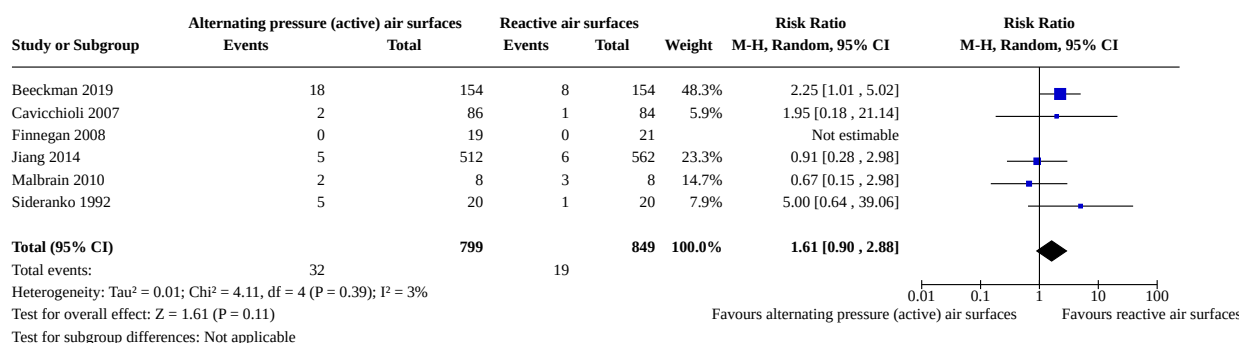 Alternating pressure (active) air surfaces Reactive air surfaces Risk Ratio Risk Ratio
Study or Subgroup Events Total Events Total Weight M-H, Random, 95% CI M-H, Random, 95% CI
Beeckman 2019 18 154 8 154 48.3% 2.25 [1.01 , 5.02]
Cavicchioli 2007 2 86 1 84 5.9% 1.95 [0.18 , 21.14]
Finnegan 2008 0 19 0 21 Not estimable
Jiang 2014 5 512 6 562 23.3% 0.91 [0.28 , 2.98]
Malbrain 2010 2 8 3 8 14.7% 0.67 [0.15 , 2.98]
Sideranko 1992 5 20 1 20 7.9% 5.00 [0.64 , 39.06]
Total (95% CI) 799 849 100.0% 1.61 [0.90 , 2.88]
Total events: 32 19
Heterogeneity: Tau² = 0.01; Chi² = 4.11, df = 4 (P = 0.39); I² = 3%
0.01 0.1 1 10 100
Test for overall effect: Z = 1.61 (P = 0.11)
Favours alternating pressure (active) air surfaces Favours reactive air surfaces
Test for subgroup differences: Not applicable